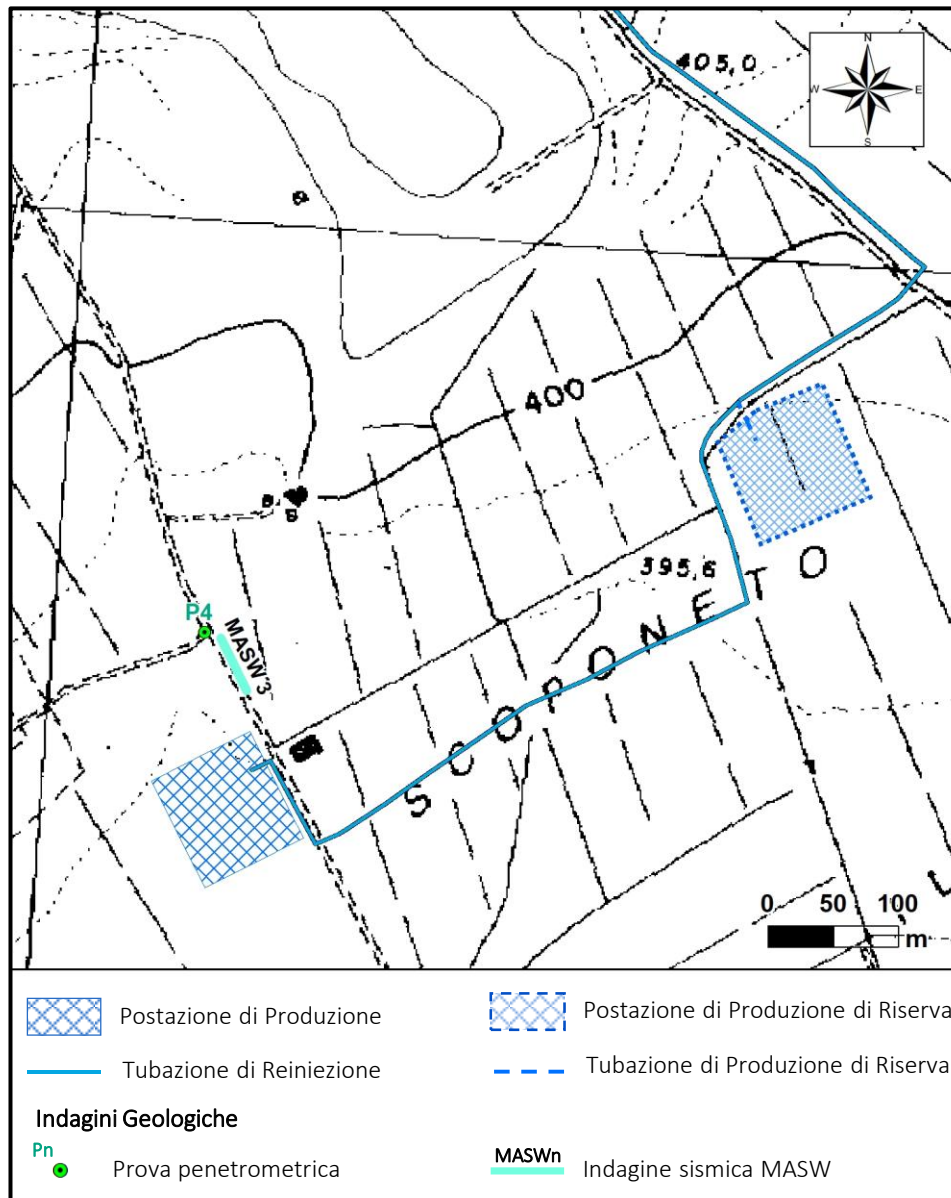 405,0
N
W E
S
400
395,6
SCOPONETO
P4
MASW3
0 50 100
m
Postazione di Produzione
Postazione di Produzione di Riserva
Tubazione di Reiniezione
Tubazione di Produzione di Riserva
Indagini Geologiche
Pn
Prova penetrometrica
MASWn
Indagine sismica MASW